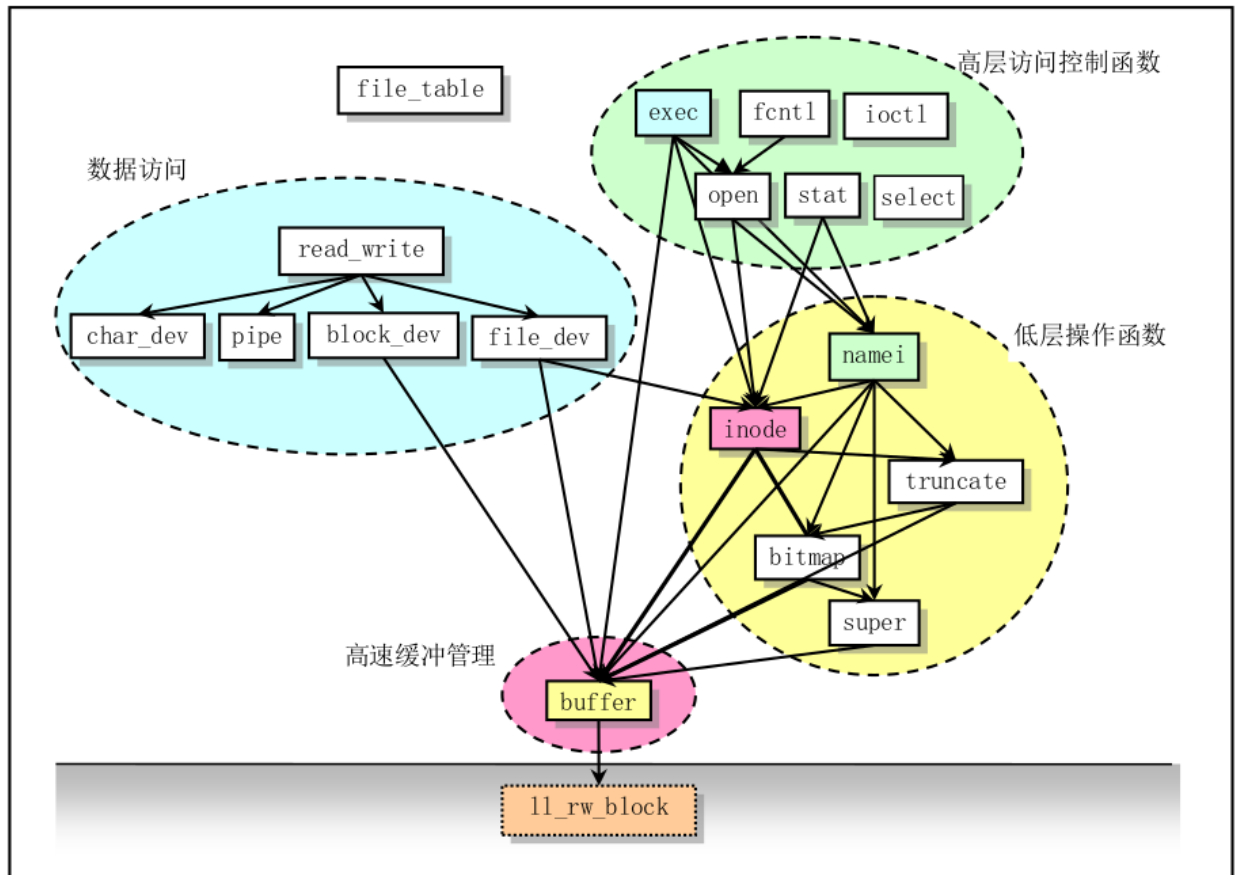 高层访问控制函数
file_table
exec
fcntl
ioctl
数据访问
open
stat
select
read_write
char_dev
pipe
block_dev
file_dev
低层操作函数
namei
inode
truncate
bitmap
super
高速缓冲管理
buffer
ll_rw_block